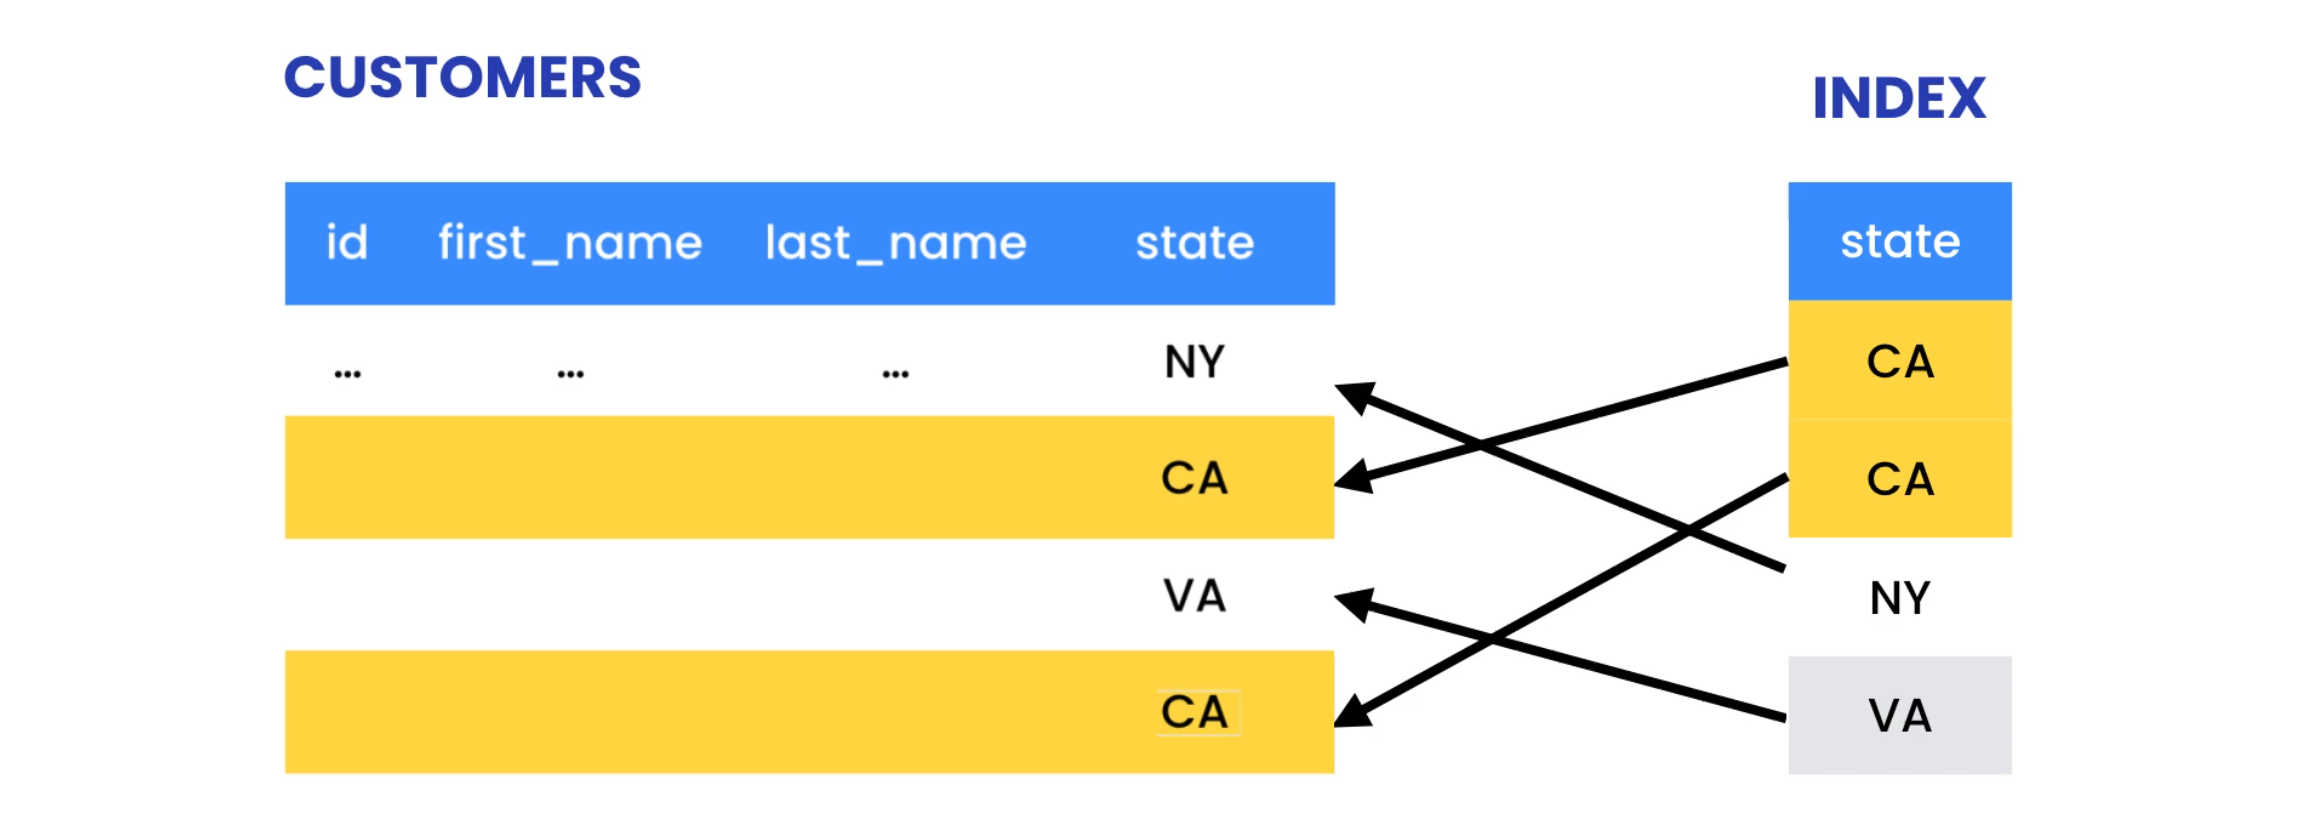 CUSTOMERS
id first_name last_name state
... ... ... NY
CA
VA
CA
INDEX
state
CA
CA
NY
VA